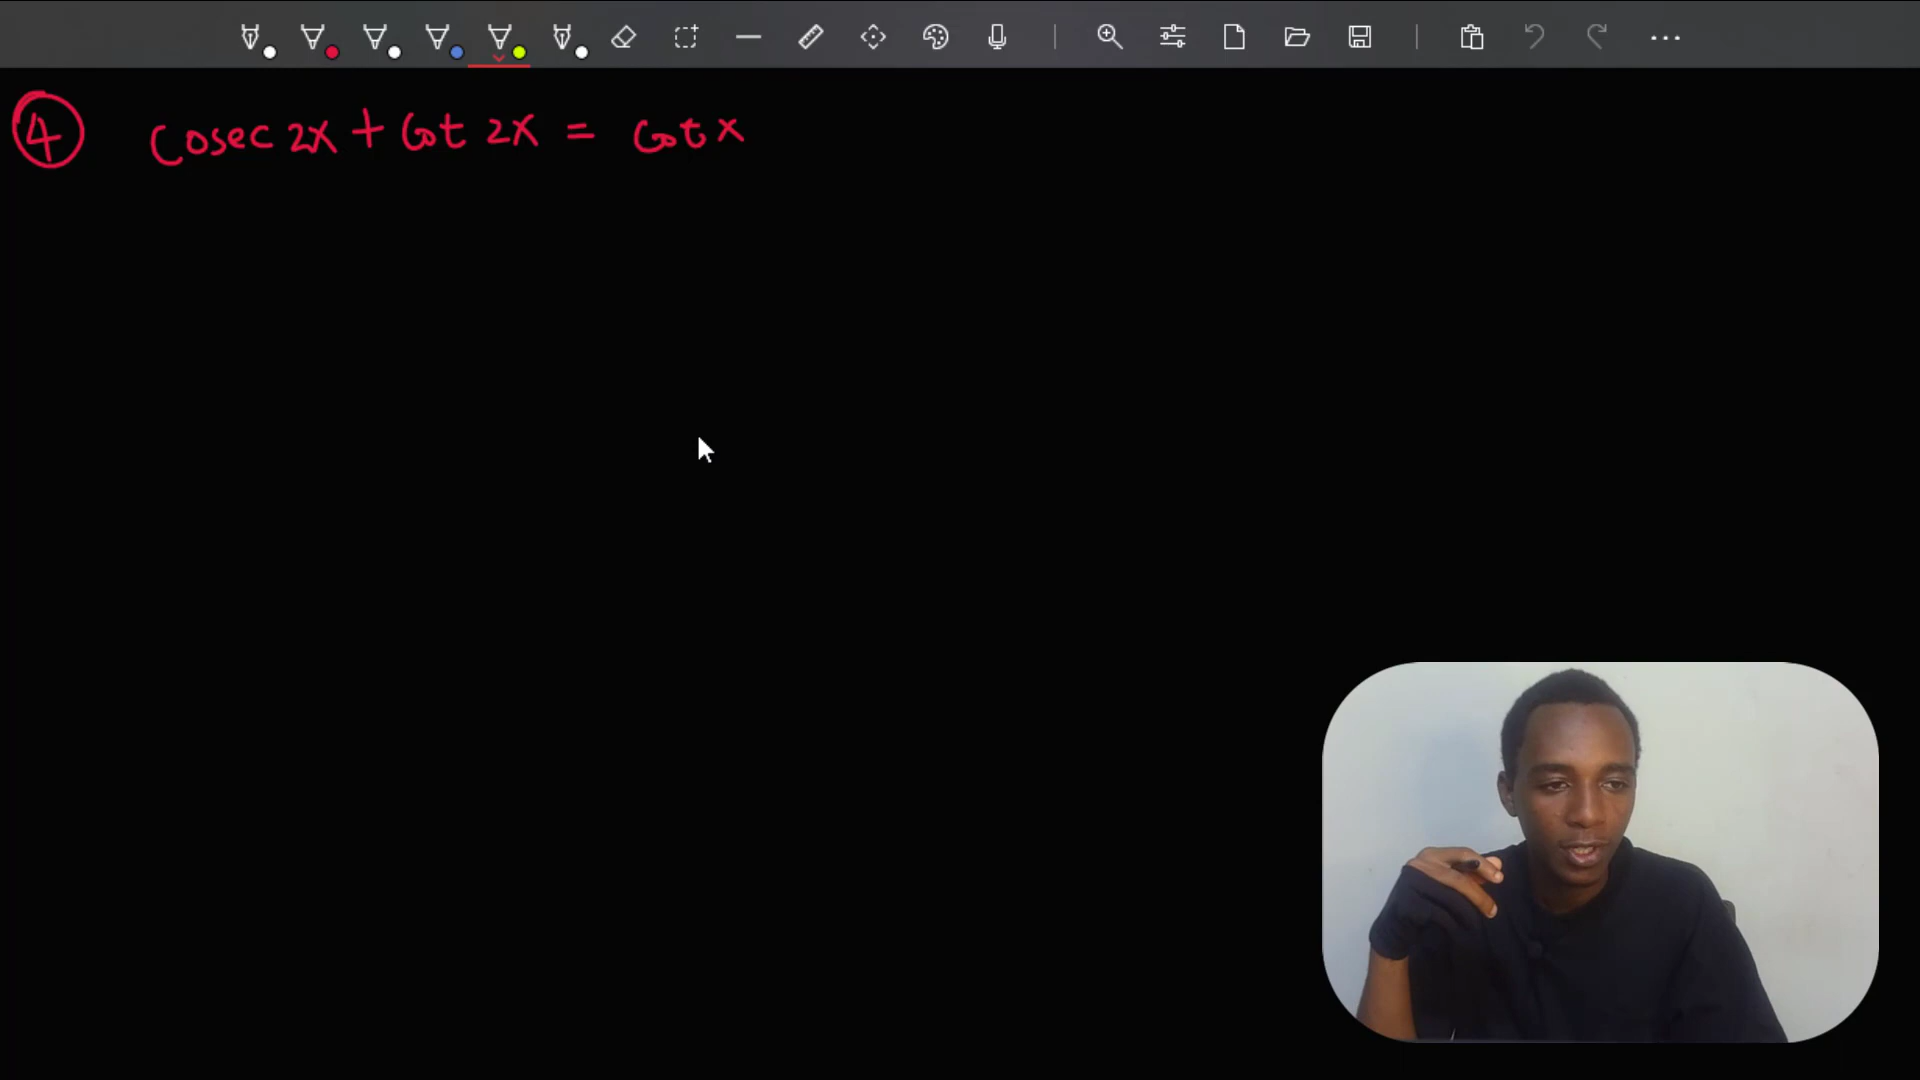 ④ Cosec 2x + Cot 2x = Cot x